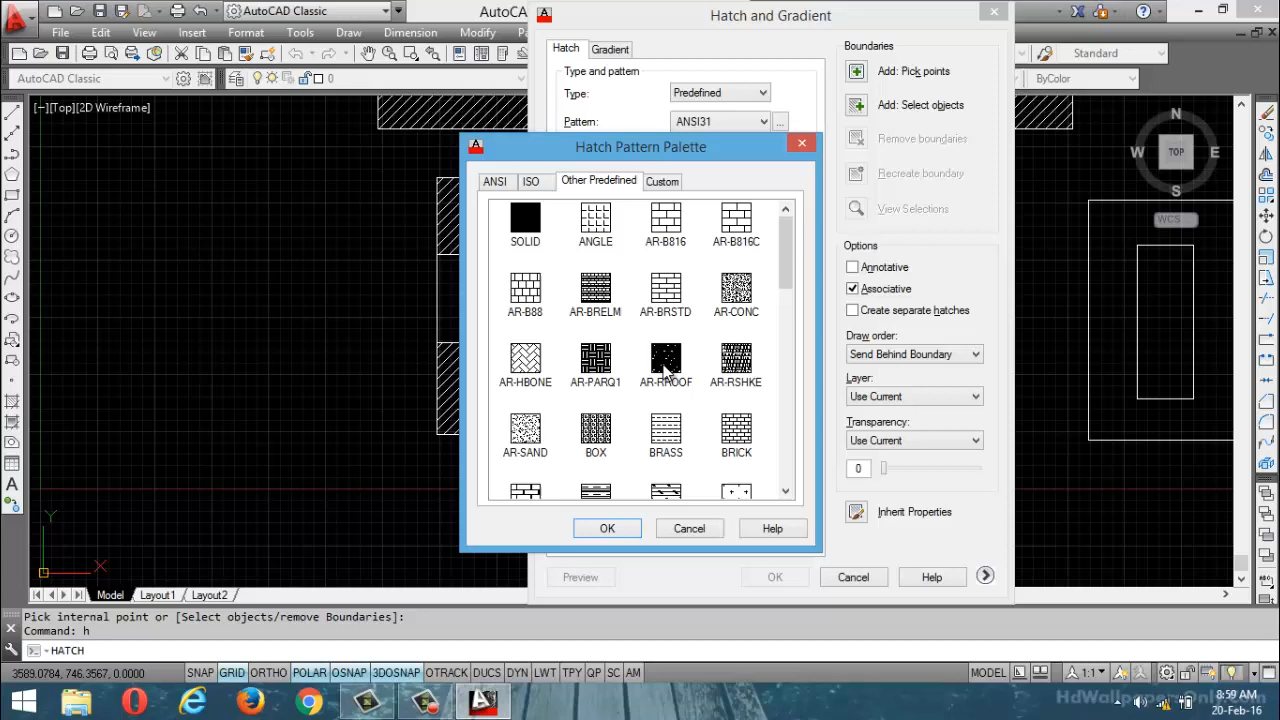 AutoCAD Classic
AutoCAD
Hatch and Gradient
File Edit View Insert Format Tools Draw Dimension Modify
AutoCAD Classic
0
Standard
ByColor
[−][Top][2D Wireframe]
Hatch
Gradient
Type and pattern
Type:
Predefined
Pattern:
ANSI31
...
Boundaries
Add: Pick points
Add: Select objects
Remove boundaries
Recreate boundary
View Selections
Options
Annotative
Associative
Create separate hatches
Draw order:
Send Behind Boundary
Layer:
Use Current
Transparency:
Use Current
0
Inherit Properties
Preview
OK
Cancel
Help
Hatch Pattern Palette
ANSI
ISO
Other Predefined
Custom
SOLID
ANGLE
AR-B816
AR-B816C
AR-B88
AR-BRELM
AR-BRSTD
AR-CONC
AR-HBONE
AR-PARQ1
AR-RROOF
AR-RSHKE
AR-SAND
BOX
BRASS
BRICK
OK
Cancel
Help
N
W
TOP
E
S
WCS
Y
X
Model
Layout1
Layout2
Pick internal point or [Select objects/remove Boundaries]:
Command: h
HATCH
3589.0784, 746.3567, 0.0000
SNAP GRID ORTHO POLAR OSNAP 3DOSNAP OTRACK DUCS DYN LWT TPY QP SC AM
MODEL
1:1
HdWallpapersOnly.Com
8:59 AM
20-Feb-16